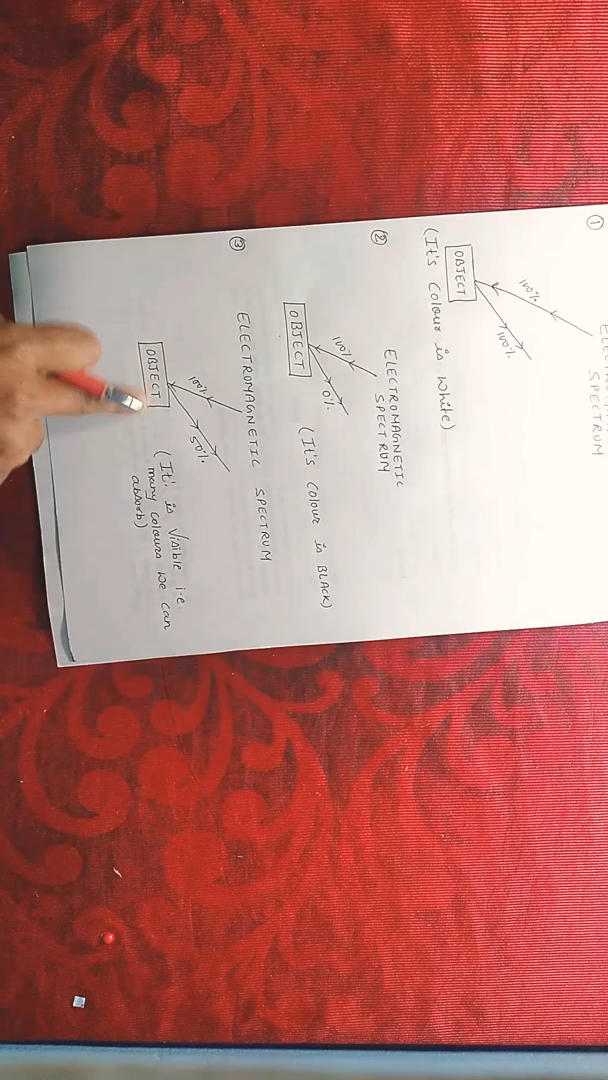 ①
SPECTRUM
100%
100%
OBJECT
(It's Colour is White)
②
ELECTROMAGNETIC
SPECTRUM
100%
0%
OBJECT
(It's Colour is BLACK)
③
ELECTROMAGNETIC SPECTRUM
100%
50%
OBJECT
(It' is Visible i.e.
many colours we can
absorb)